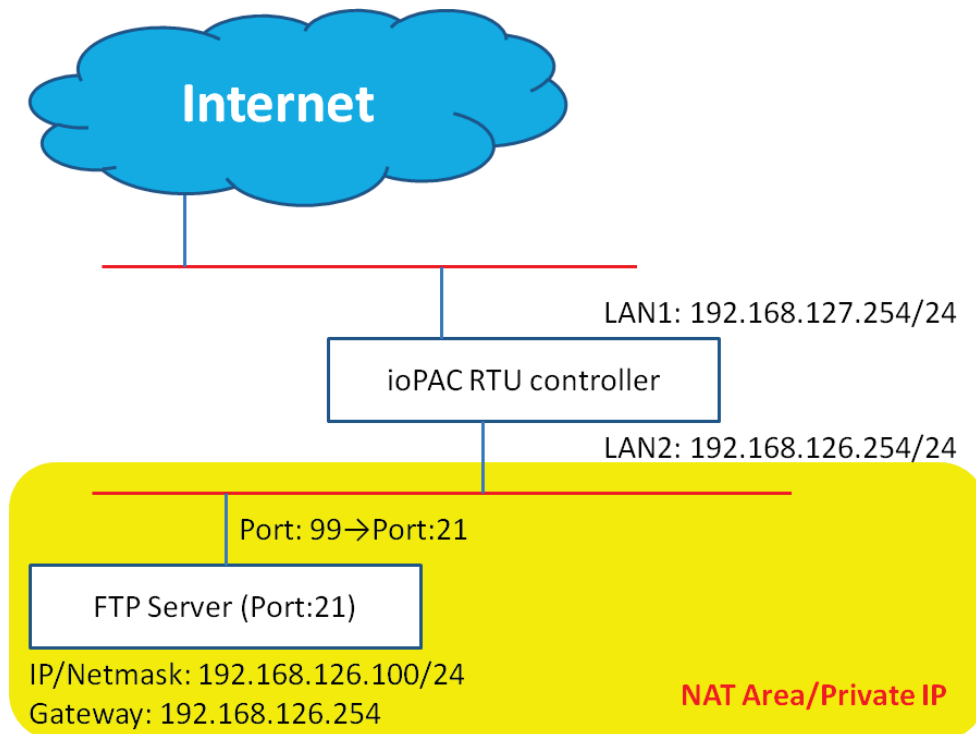 Internet
LAN1: 192.168.127.254/24
ioPAC RTU controller
LAN2: 192.168.126.254/24
Port: 99→Port:21
FTP Server (Port:21)
IP/Netmask: 192.168.126.100/24
Gateway: 192.168.126.254
NAT Area/Private IP